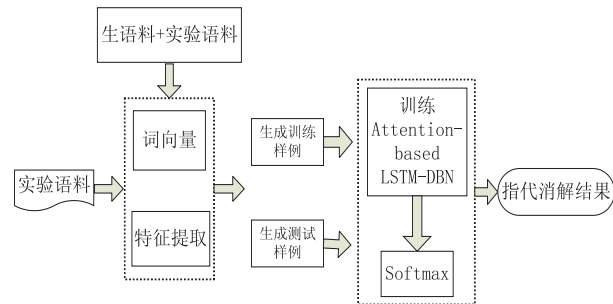 生语料+实验语料
实验语料
词向量
特征提取
生成训练
样例
生成测试
样例
训练
Attention-
based
LSTM-DBN
Softmax
指代消解结果